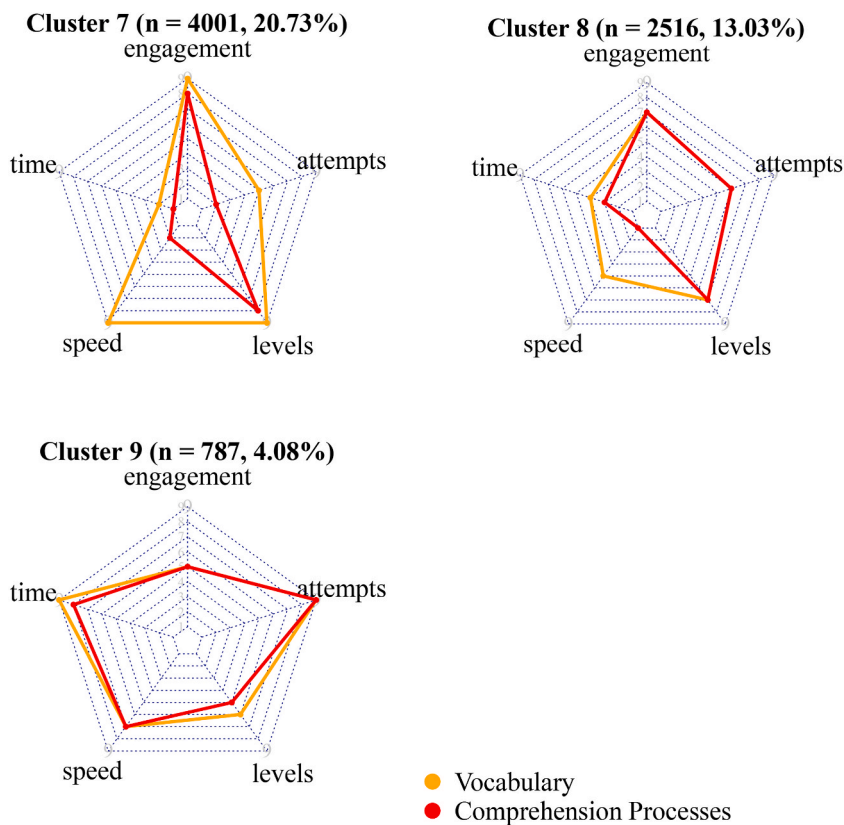 Cluster 7 (n = 4001, 20.73%)
engagement
attempts
time
speed
levels
Cluster 8 (n = 2516, 13.03%)
engagement
attempts
time
speed
levels
Cluster 9 (n = 787, 4.08%)
engagement
attempts
time
speed
levels
Vocabulary
Comprehension Processes